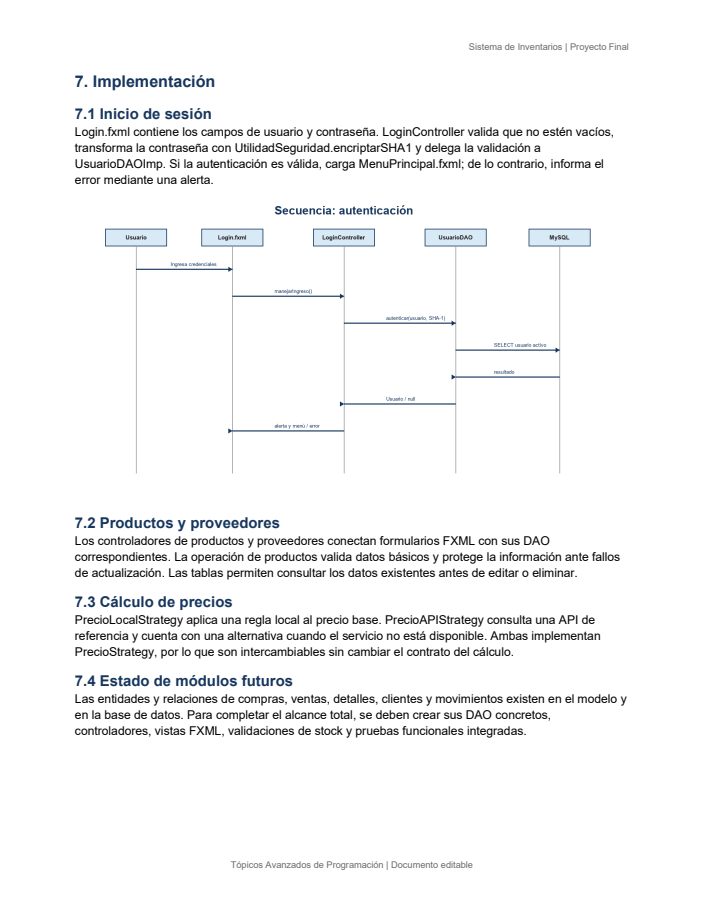 Sistema de Inventarios | Proyecto Final
7. Implementación
7.1 Inicio de sesión
Login.fxml contiene los campos de usuario y contraseña. LoginController valida que no estén vacíos,
transforma la contraseña con UtilidadSeguridad.encriptarSHA1 y delega la validación a
UsuarioDAOImp. Si la autenticación es válida, carga MenuPrincipal.fxml; de lo contrario, informa el
error mediante una alerta.
Secuencia: autenticación
Usuario
Login.fxml
LoginController
UsuarioDAO
MySQL
Ingresa credenciales
manejarIngreso()
autenticar(usuario, SHA-1)
SELECT usuario activo
resultado
Usuario / null
alerta y menú / error
7.2 Productos y proveedores
Los controladores de productos y proveedores conectan formularios FXML con sus DAO
correspondientes. La operación de productos valida datos básicos y protege la información ante fallos
de actualización. Las tablas permiten consultar los datos existentes antes de editar o eliminar.
7.3 Cálculo de precios
PrecioLocalStrategy aplica una regla local al precio base. PrecioAPIStrategy consulta una API de
referencia y cuenta con una alternativa cuando el servicio no está disponible. Ambas implementan
PrecioStrategy, por lo que son intercambiables sin cambiar el contrato del cálculo.
7.4 Estado de módulos futuros
Las entidades y relaciones de compras, ventas, detalles, clientes y movimientos existen en el modelo y
en la base de datos. Para completar el alcance total, se deben crear sus DAO concretos,
controladores, vistas FXML, validaciones de stock y pruebas funcionales integradas.
Tópicos Avanzados de Programación | Documento editable